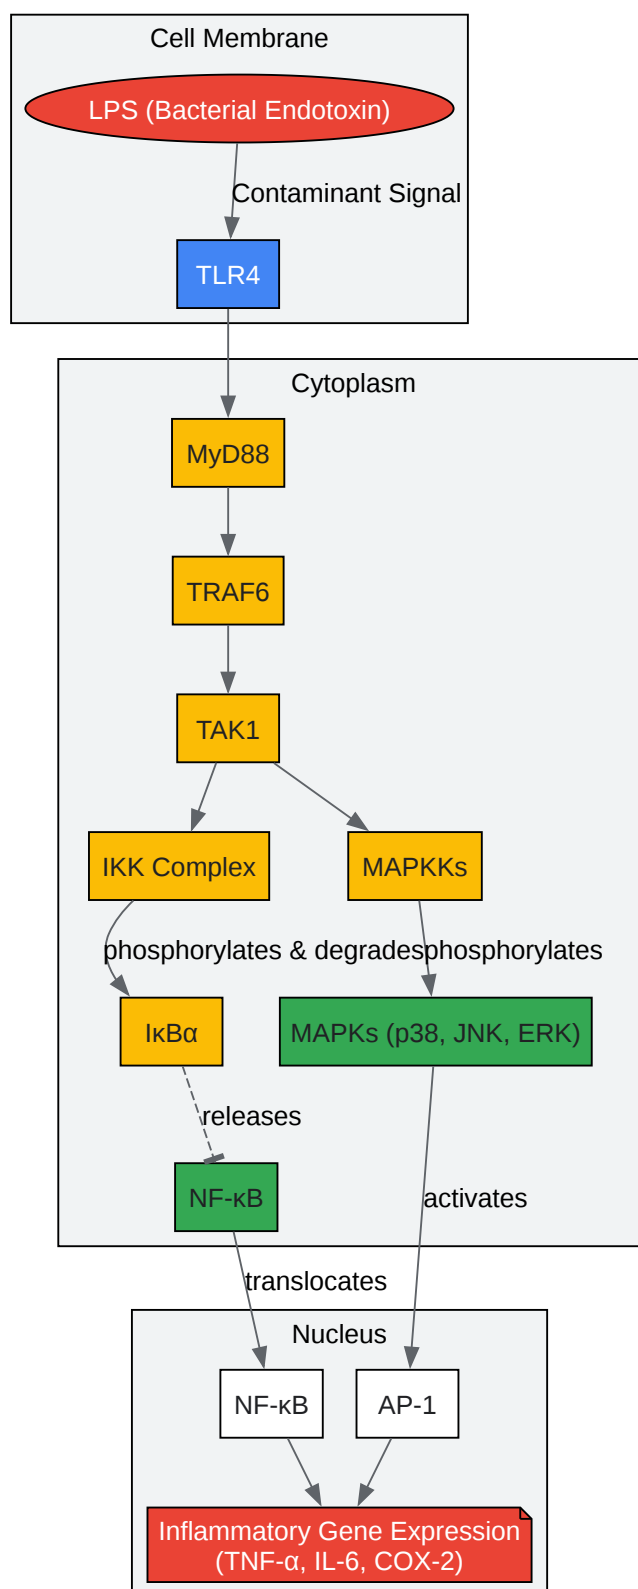 Cell Membrane
LPS (Bacterial Endotoxin)
Contaminant Signal
TLR4
Cytoplasm
MyD88
TRAF6
TAK1
IKK Complex
MAPKKs
phosphorylates & degrades
phosphorylates
IκBα
MAPKs (p38, JNK, ERK)
releases
NF-κB
activates
translocates
Nucleus
NF-κB
AP-1
Inflammatory Gene Expression
(TNF-α, IL-6, COX-2)